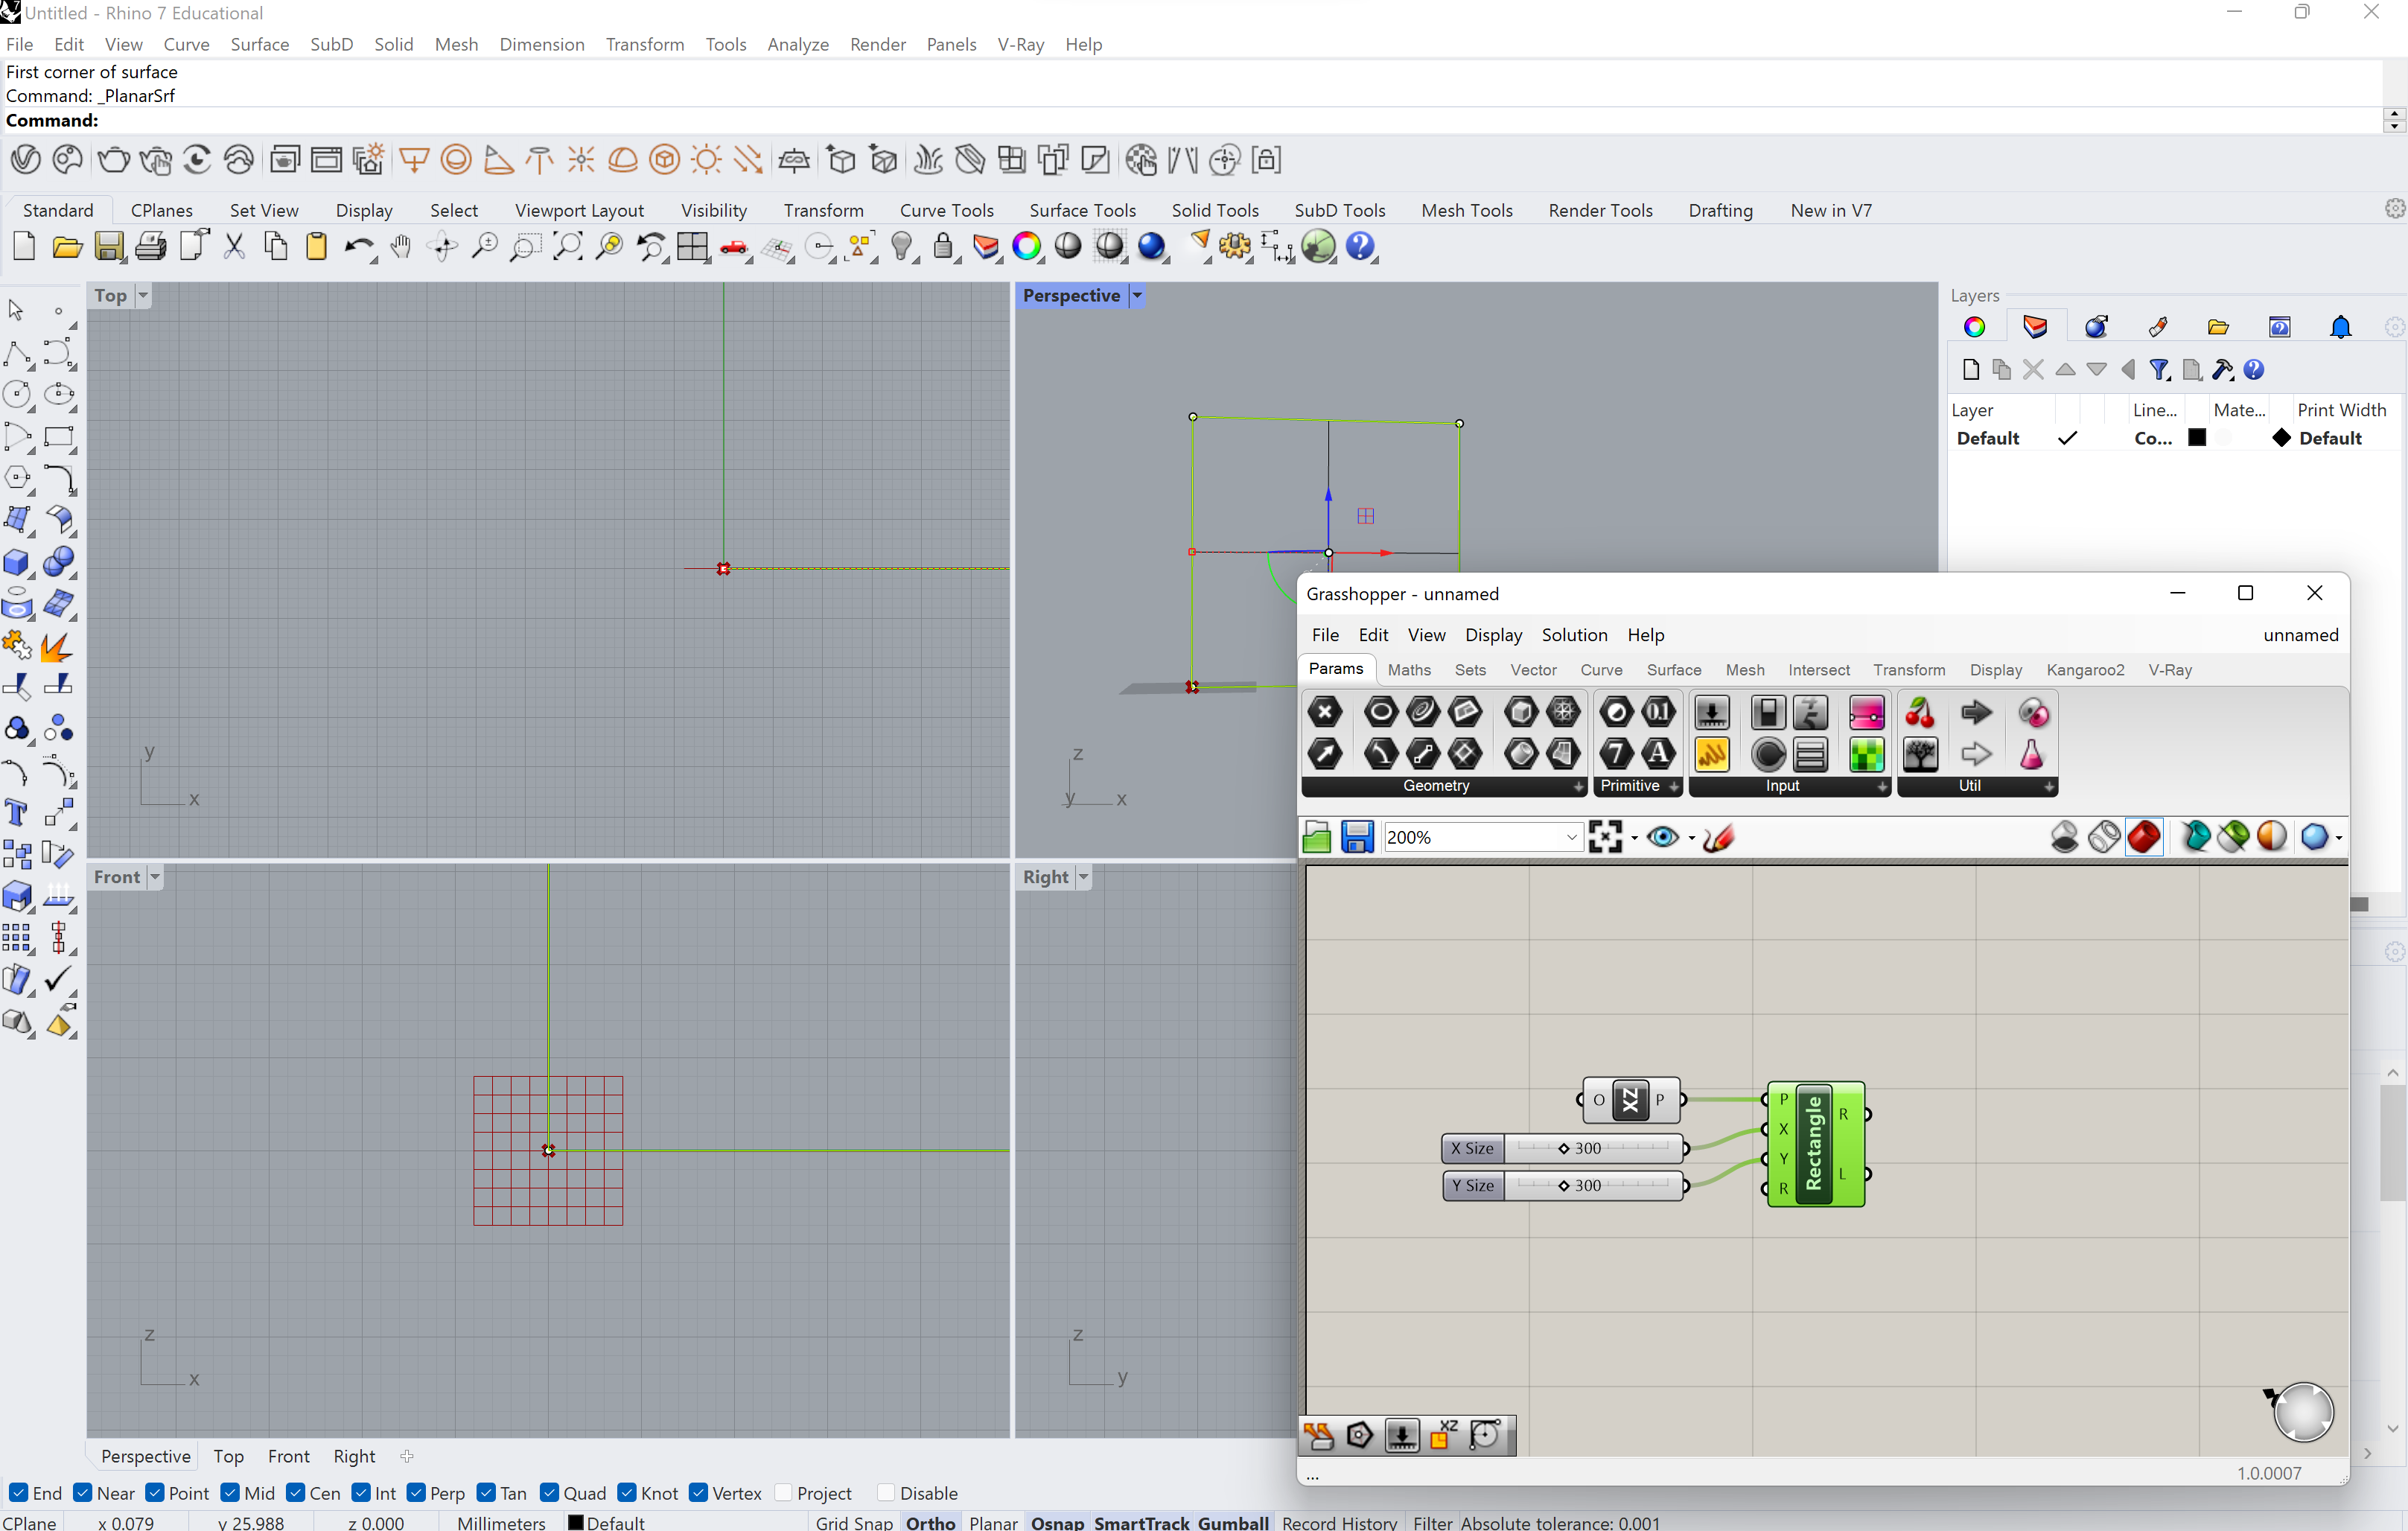 Untitled - Rhino 7 Educational
File Edit View Curve Surface SubD Solid Mesh Dimension Transform Tools Analyze Render Panels V-Ray Help
First corner of surface
Command: _PlanarSrf
Command:
Standard CPlanes Set View Display Select Viewport Layout Visibility Transform Curve Tools Surface Tools Solid Tools SubD Tools Mesh Tools Render Tools Drafting New in V7
Top
y
x
Perspective
z
y
x
Layers
Layer Line... Mate... Print Width
Default Co... Default
Front
z
x
Right
z
y
Grasshopper - unnamed
File Edit View Display Solution Help unnamed
Params Maths Sets Vector Curve Surface Mesh Intersect Transform Display Kangaroo2 V-Ray
0.1
7 A
Geometry Primitive Input Util
200%
O XZ P
X Size 300
Y Size 300
P X Y R Rectangle R L
XZ
...
1.0.0007
Perspective Top Front Right
End Near Point Mid Cen Int Perp Tan Quad Knot Vertex Project Disable
CPlane x 0.079 y 25.988 z 0.000 Millimeters Default Grid Snap Ortho Planar Osnap SmartTrack Gumball Record History Filter Absolute tolerance: 0.001